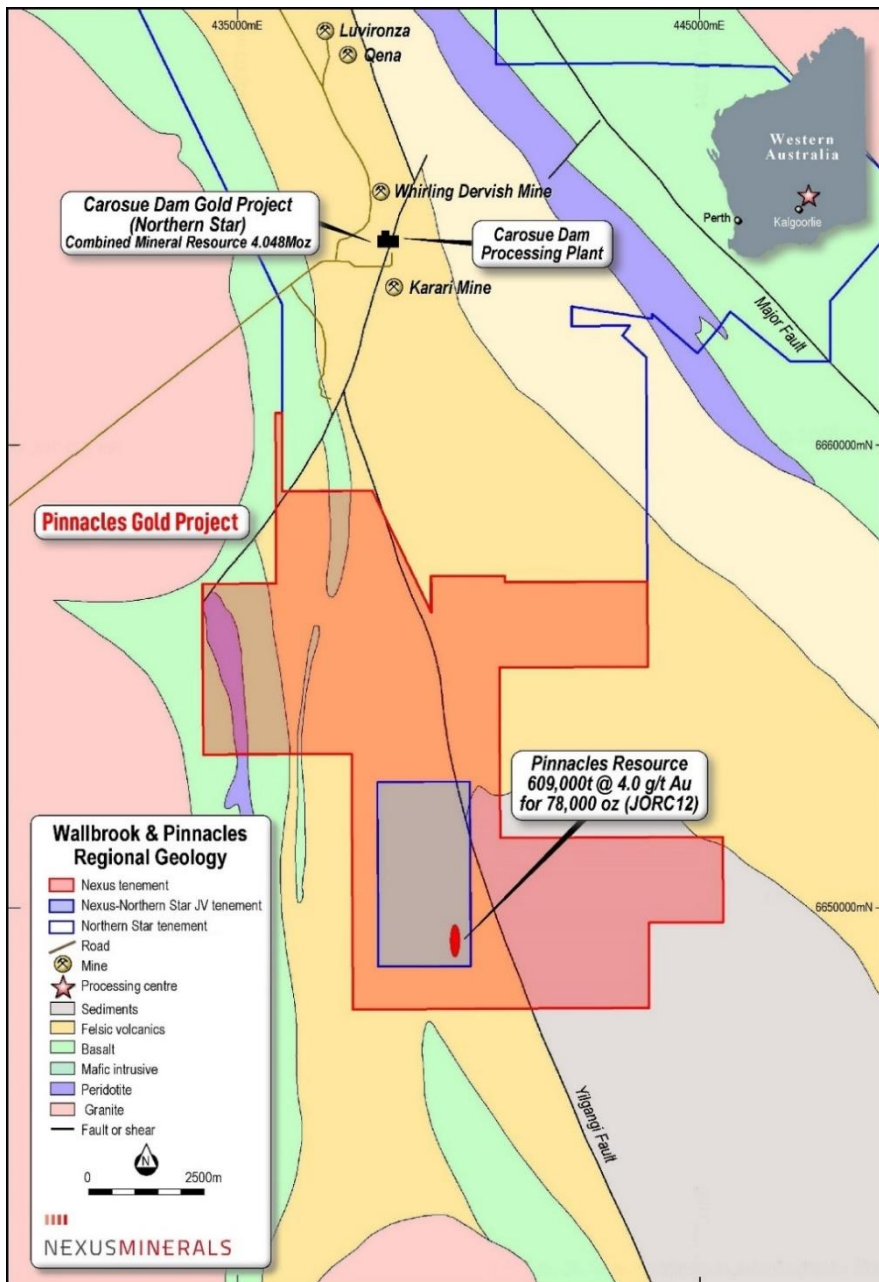 435000mE
445000mE
Luvironza
Qena
Western
Australia
Perth
Kalgoorlie
Whirling Dervish Mine
Carosue Dam Gold Project
(Northern Star)
Combined Mineral Resource 4.048Moz
Carosue Dam
Processing Plant
Karari Mine
Major Fault
6660000mN
Pinnacles Gold Project
Pinnacles Resource
609,000t @ 4.0 g/t Au
for 78,000 oz (JORC12)
6650000mN
Yilgangi Fault
Wallbrook & Pinnacles
Regional Geology
Nexus tenement
Nexus-Northern Star JV tenement
Northern Star tenement
Road
Mine
Processing centre
Sediments
Felsic volcanics
Basalt
Mafic intrusive
Peridotite
Granite
Fault or shear
N
0 2500m
NEXUSMINERALS